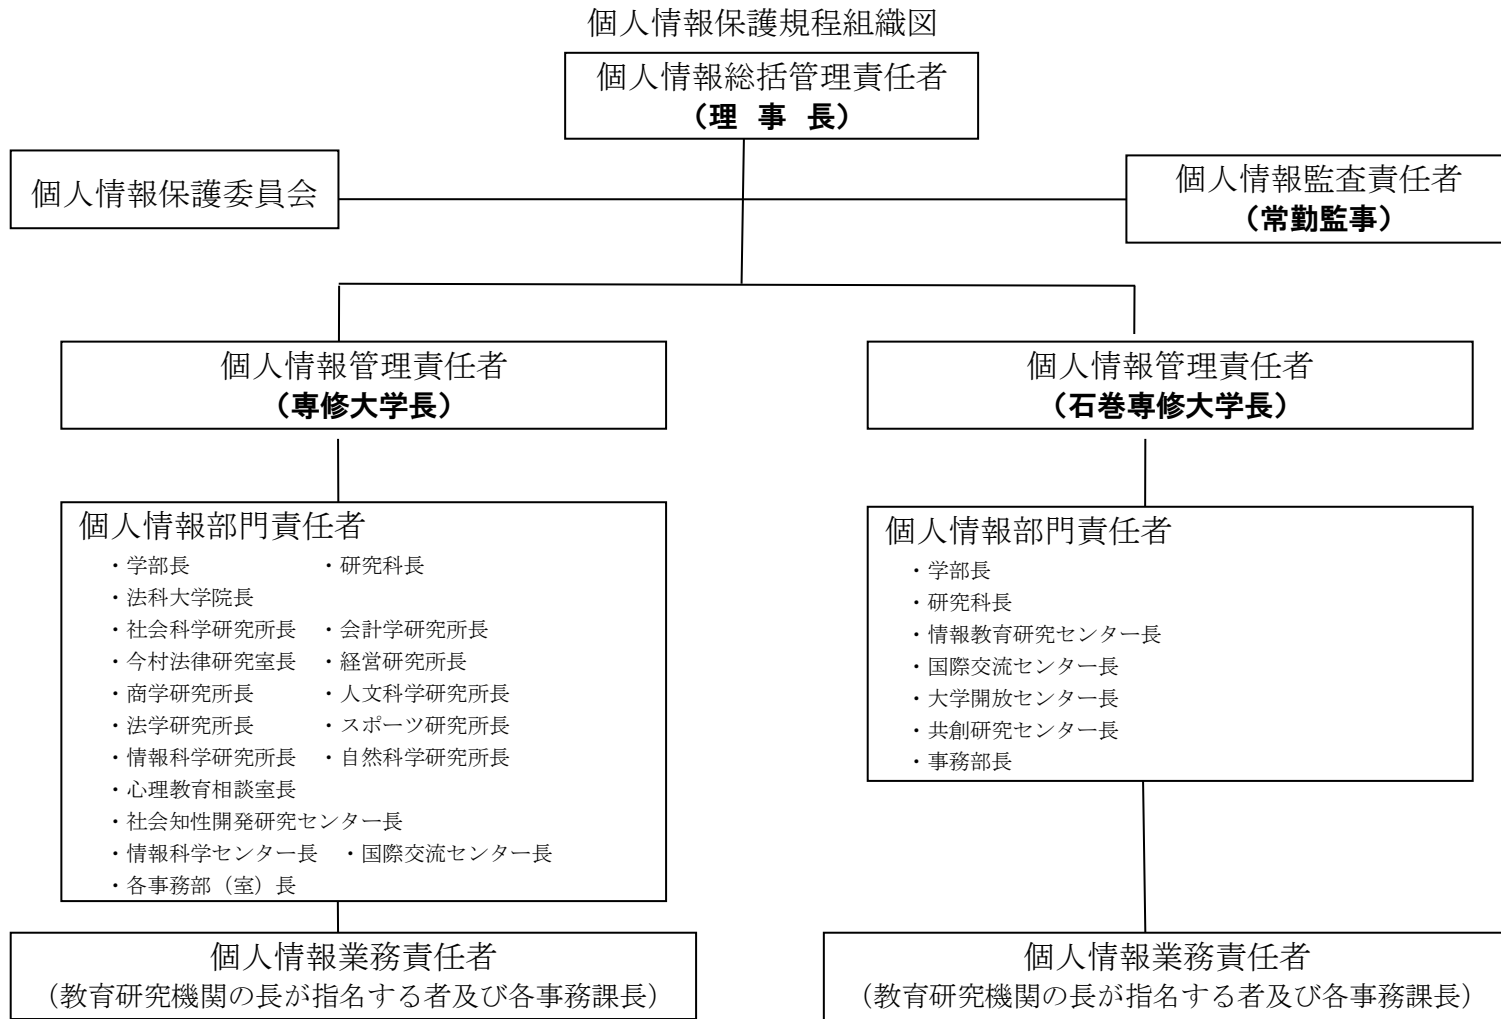 個人情報保護規程組織図
個人情報総括管理責任者
（理 事 長）
個人情報保護委員会
個人情報監査責任者
（常勤監事）
個人情報管理責任者
（専修大学長）
個人情報管理責任者
（石巻専修大学長）
個人情報部門責任者
・学部長　・研究科長
・法科大学院長
・社会科学研究所長　・会計学研究所長
・今村法律研究室長　・経営研究所長
・商学研究所長　・人文科学研究所長
・法学研究所長　・スポーツ研究所長
・情報科学研究所長　・自然科学研究所長
・心理教育相談室長
・社会知性開発研究センター長
・情報科学センター長　・国際交流センター長
・各事務部（室）長
個人情報部門責任者
・学部長
・研究科長
・情報教育研究センター長
・国際交流センター長
・大学開放センター長
・共創研究センター長
・事務部長
個人情報業務責任者
（教育研究機関の長が指名する者及び各事務課長）
個人情報業務責任者
（教育研究機関の長が指名する者及び各事務課長）